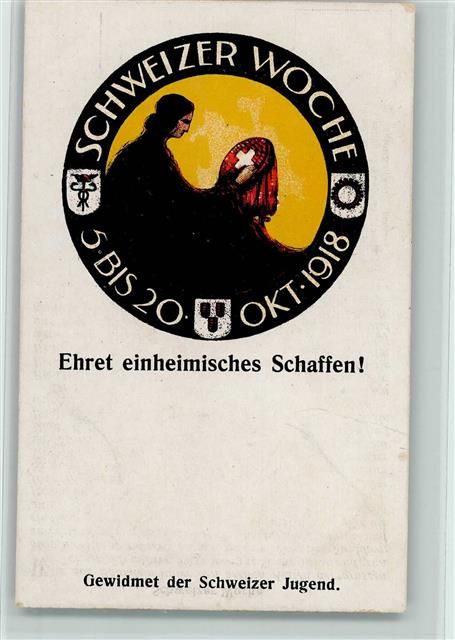 SCHWEIZER WOCHE
5·BIS 20· OKT·1918
Ehret einheimisches Schaffen!
Gewidmet der Schweizer Jugend.